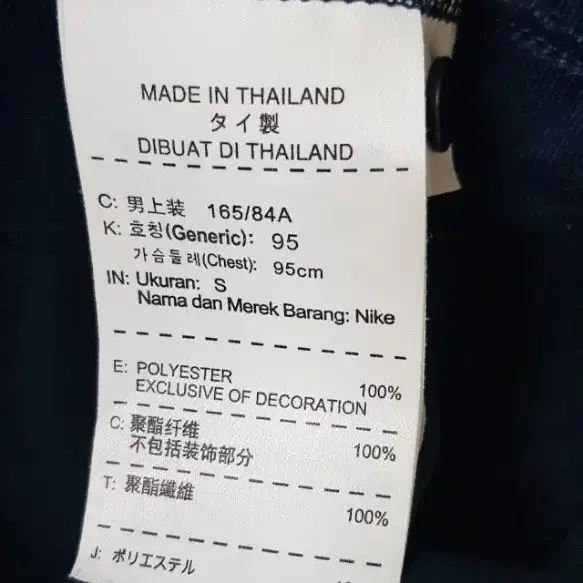 MADE IN THAILAND
タイ製
DIBUAT DI THAILAND
C: 男上装 165/84A
K: 호칭(Generic): 95
가슴둘레(Chest): 95cm
IN: Ukuran: S
Nama dan Merek Barang: Nike
E: POLYESTER 100%
EXCLUSIVE OF DECORATION
C: 聚酯纤维 100%
不包括装饰部分
T: 聚酯纖維
100%
J: ポリエステル